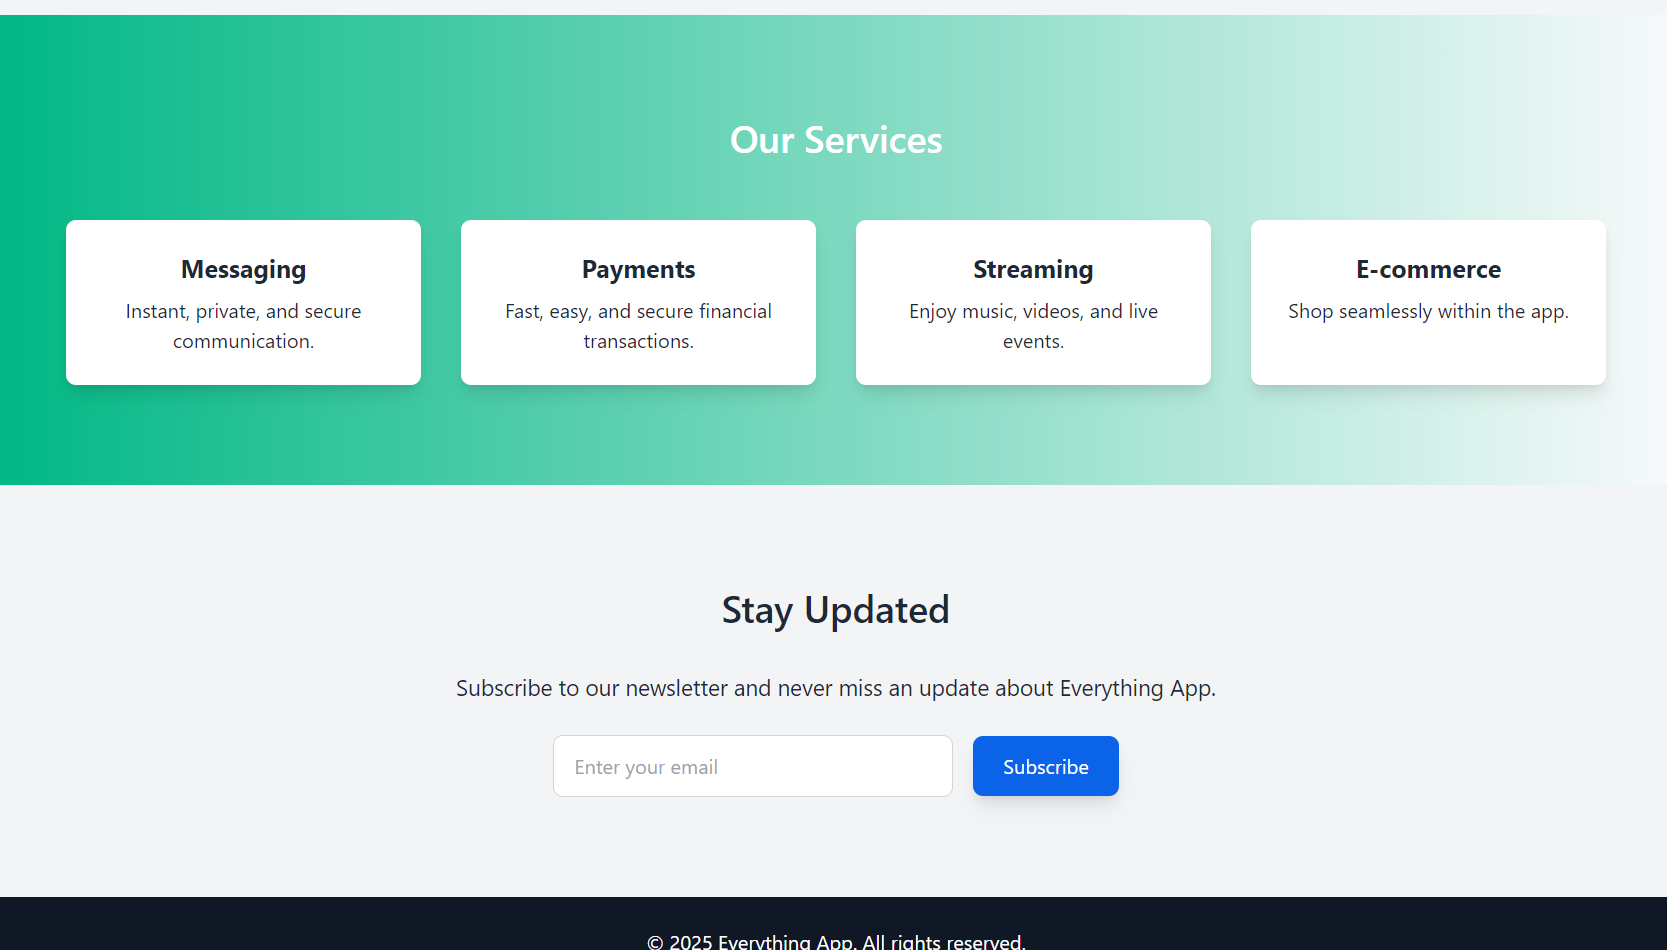 Our Services
Messaging
Instant, private, and secure
communication.
Payments
Fast, easy, and secure financial
transactions.
Streaming
Enjoy music, videos, and live
events.
E-commerce
Shop seamlessly within the app.
Stay Updated
Subscribe to our newsletter and never miss an update about Everything App.
Enter your email
Subscribe
© 2025 Everything App. All rights reserved.